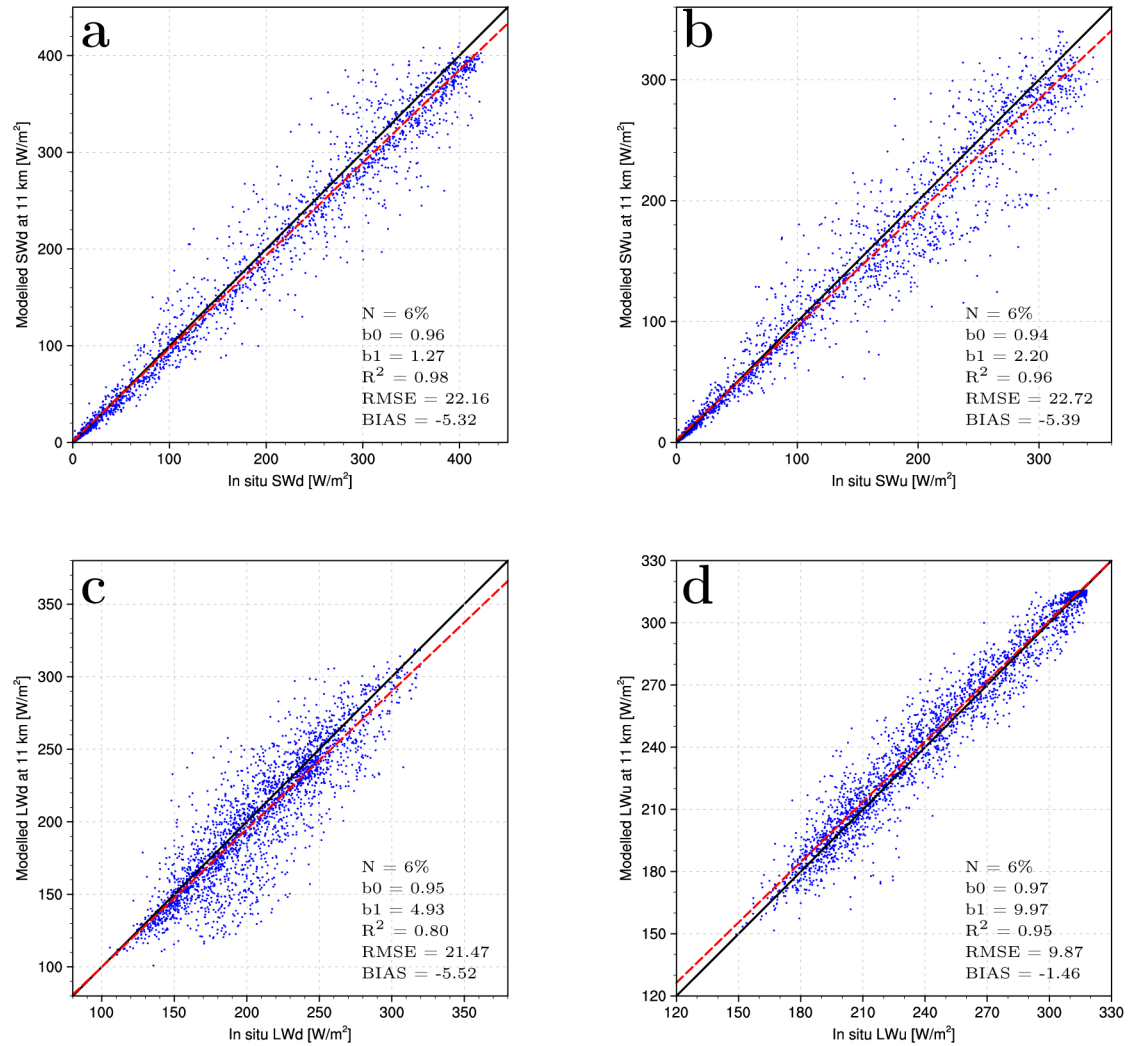 a
Modelled SWd at 11 km [W/m²]
400
300
200
100
0
0 100 200 300 400
In situ SWd [W/m²]
N = 6%
b0 = 0.96
b1 = 1.27
R² = 0.98
RMSE = 22.16
BIAS = -5.32
b
Modelled SWu at 11 km [W/m²]
300
200
100
0
0 100 200 300
In situ SWu [W/m²]
N = 6%
b0 = 0.94
b1 = 2.20
R² = 0.96
RMSE = 22.72
BIAS = -5.39
c
Modelled LWd at 11 km [W/m²]
350
300
250
200
150
100
100 150 200 250 300 350
In situ LWd [W/m²]
N = 6%
b0 = 0.95
b1 = 4.93
R² = 0.80
RMSE = 21.47
BIAS = -5.52
d
Modelled LWu at 11 km [W/m²]
330
300
270
240
210
180
150
120
120 150 180 210 240 270 300 330
In situ LWu [W/m²]
N = 6%
b0 = 0.97
b1 = 9.97
R² = 0.95
RMSE = 9.87
BIAS = -1.46